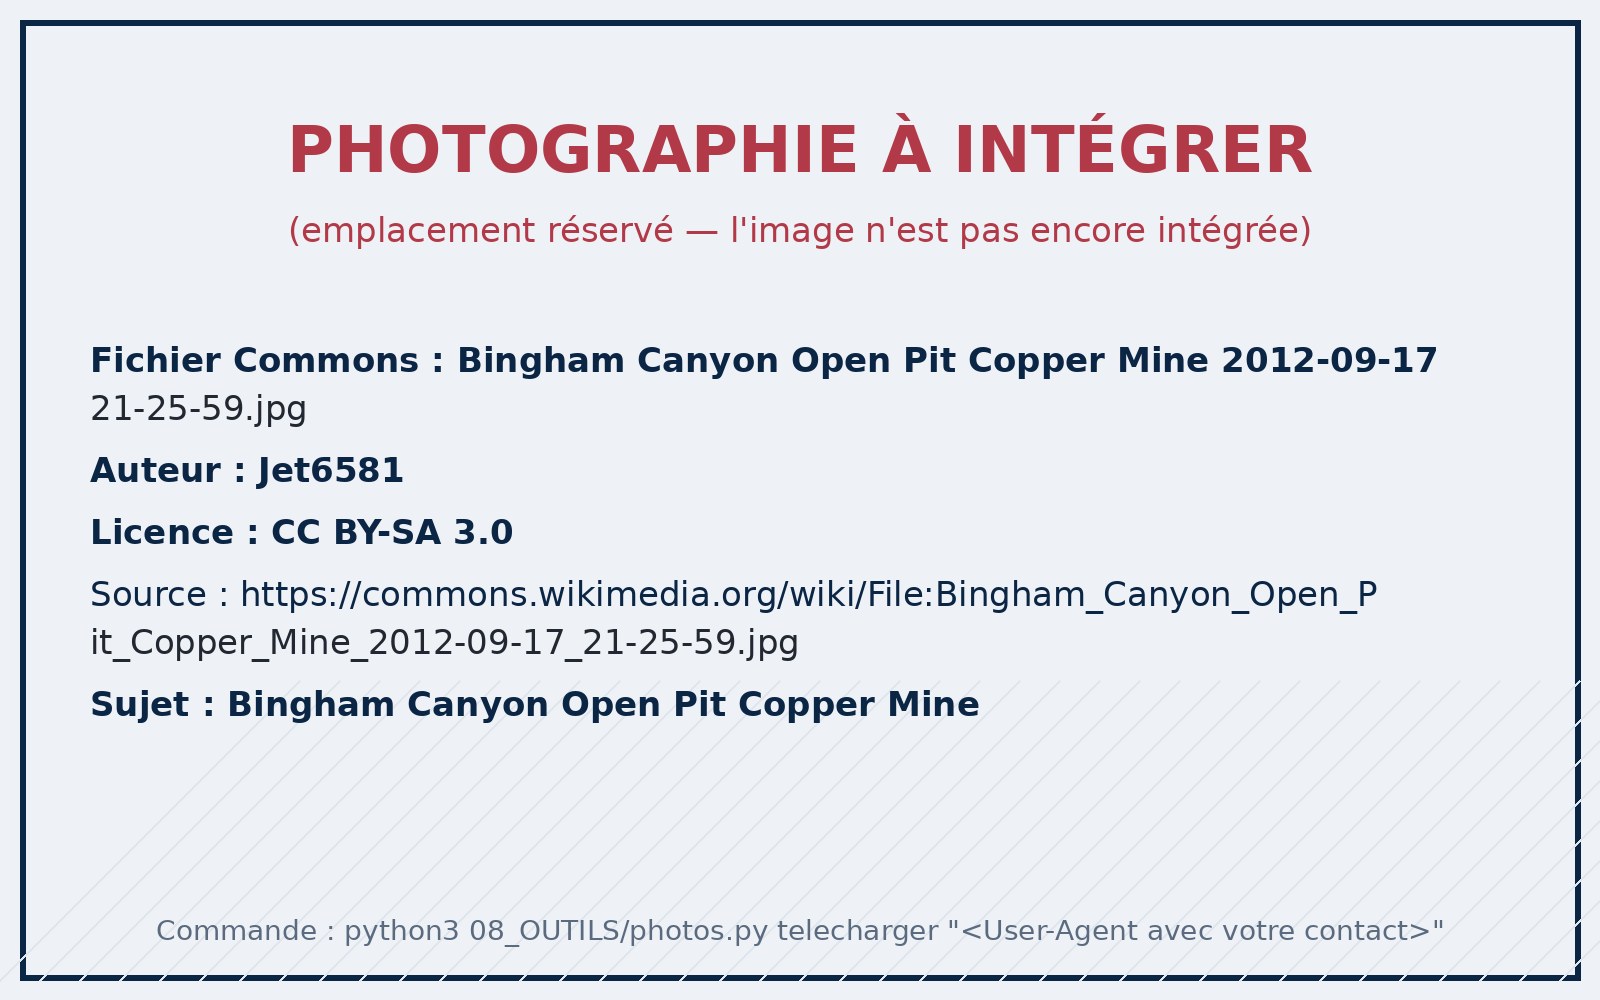 PHOTOGRAPHIE À INTÉGRER
(emplacement réservé — l'image n'est pas encore intégrée)
Fichier Commons : Bingham Canyon Open Pit Copper Mine 2012-09-17
21-25-59.jpg
Auteur : Jet6581
Licence : CC BY-SA 3.0
Source : https://commons.wikimedia.org/wiki/File:Bingham_Canyon_Open_P
it_Copper_Mine_2012-09-17_21-25-59.jpg
Sujet : Bingham Canyon Open Pit Copper Mine
Commande : python3 08_OUTILS/photos.py telecharger "<User-Agent avec votre contact>"